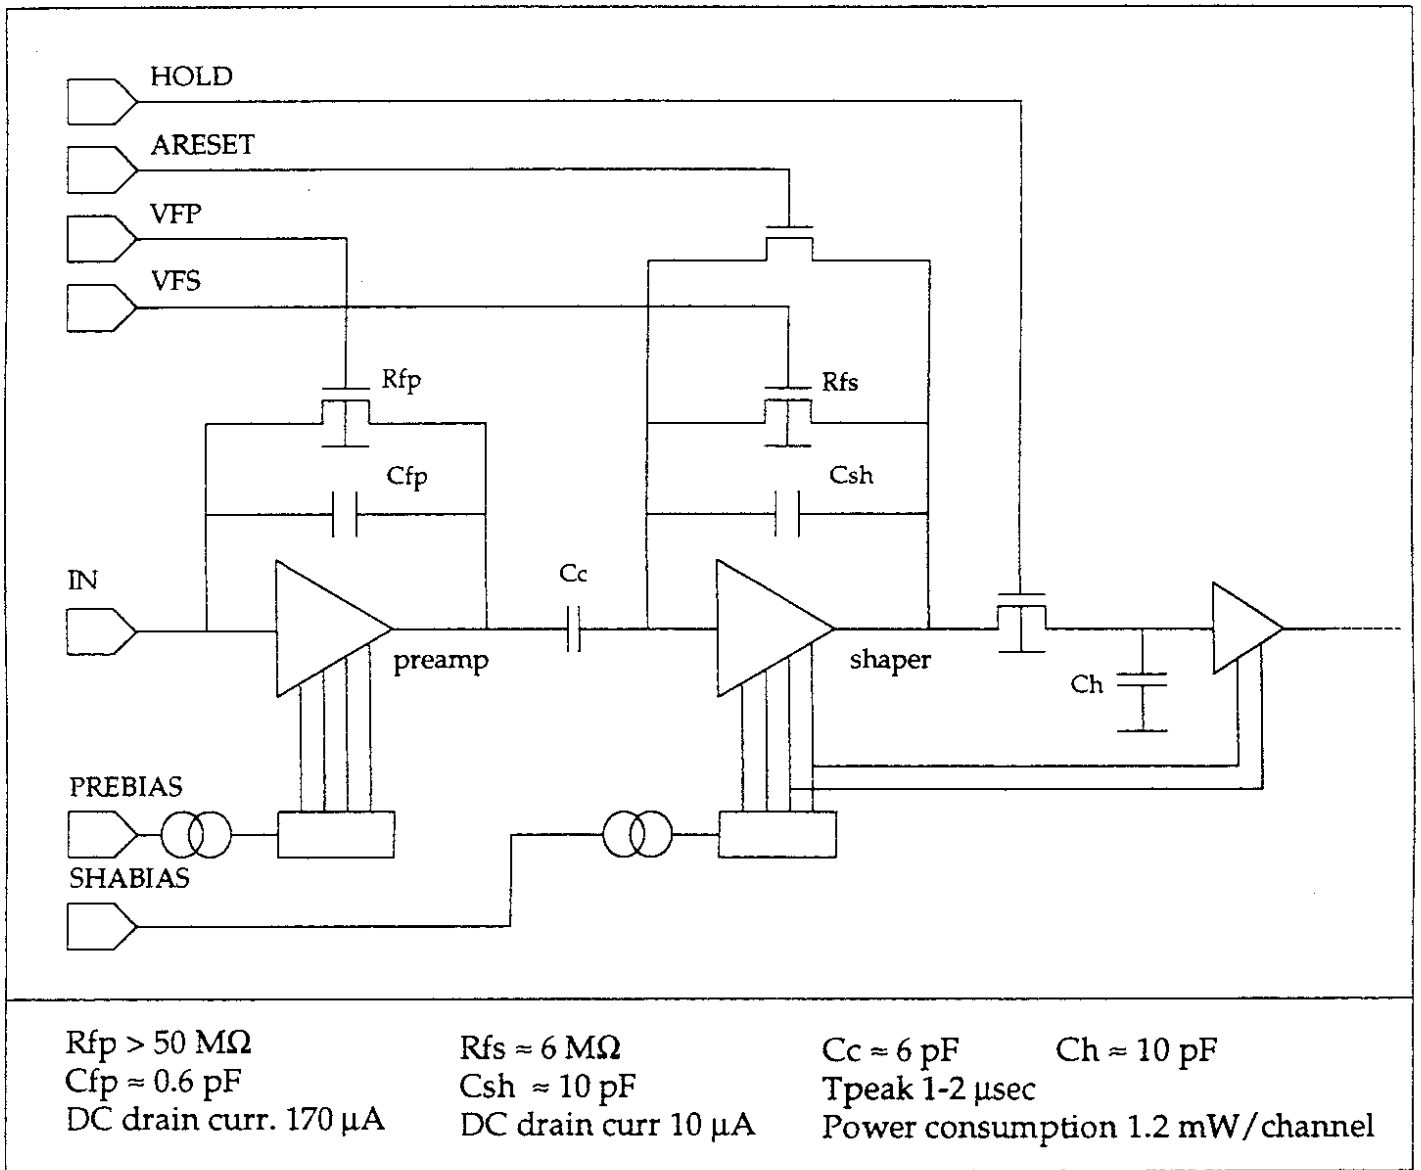 HOLD
ARESET
VFP
VFS
Rfp
Rfs
Cfp
Csh
IN
Cc
preamp
shaper
Ch
PREBIAS
SHABIAS
Rfp > 50 MΩ
Cfp ≈ 0.6 pF
DC drain curr. 170 µA
Rfs ≈ 6 MΩ
Csh ≈ 10 pF
DC drain curr 10 µA
Cc ≈ 6 pF Ch ≈ 10 pF
Tpeak 1-2 µsec
Power consumption 1.2 mW/channel